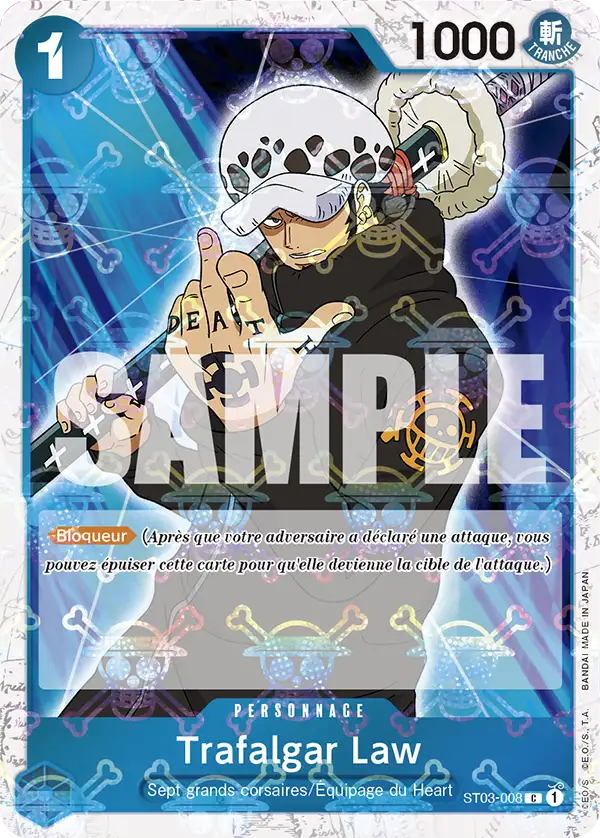 1
1000
斬
TRANCHE
DEATH
SAMPLE
Bloqueur (Après que votre adversaire a déclaré une attaque, vous
pouvez épuiser cette carte pour qu'elle devienne la cible de l'attaque.)
PERSONNAGE
Trafalgar Law
Sept grands corsaires/Équipage du Heart
ST03-008 C 1
©E.O/S. ©E.O/S., T.A. BANDAI MADE IN JAPAN